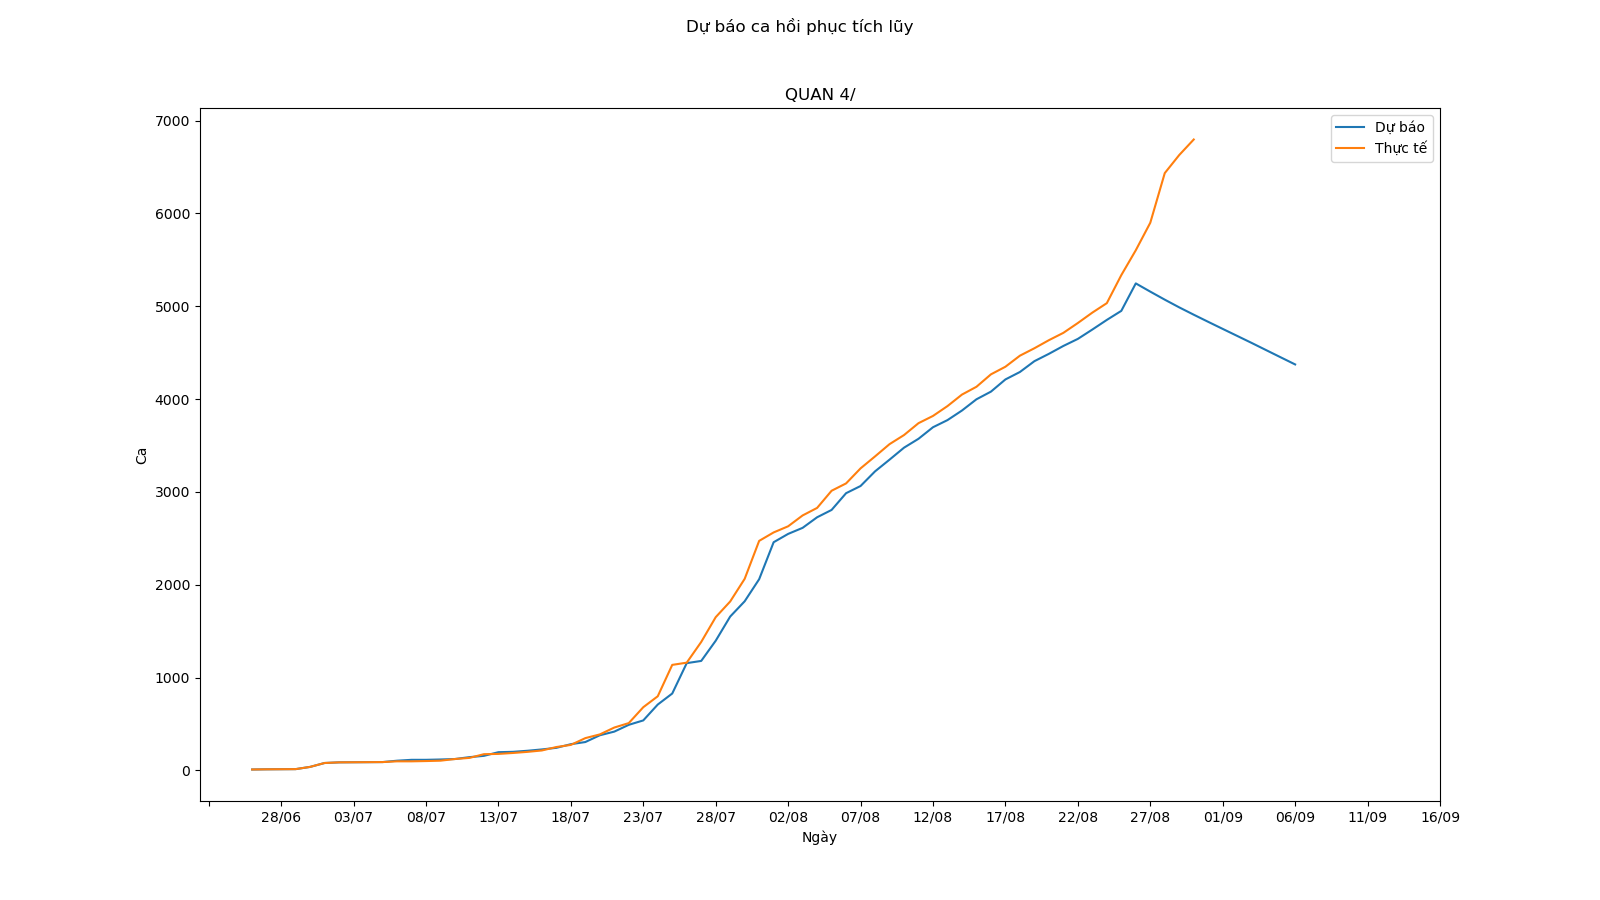 Dự báo ca hồi phục tích lũy
QUAN 4/
Dự báo
Thực tế
7000
6000
5000
4000
3000
2000
1000
0
Ca
28/06 03/07 08/07 13/07 18/07 23/07 28/07 02/08 07/08 12/08 17/08 22/08 27/08 01/09 06/09 11/09 16/09
Ngày